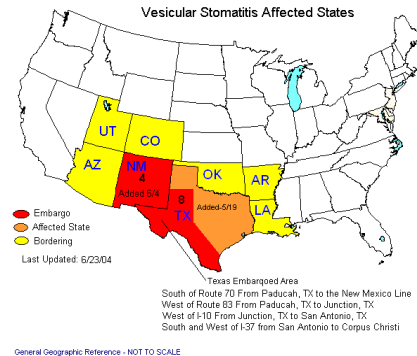 Vesicular Stomatitis Affected States
UT
CO
AZ
NM
4
Added 5/4
OK
AR
8
TX
Added-5/19
LA
Embargo
Affected State
Bordering
Last Updated: 6/23/04
Texas Embargoed Area
South of Route 70 From Paducah, TX to the New Mexico Line
West of Route 83 From Paducah, TX to Junction, TX
West of I-10 From Junction, TX to San Antonio, TX
South and West of I-37 from San Antonio to Corpus Christi
General Geographic Reference - NOT TO SCALE